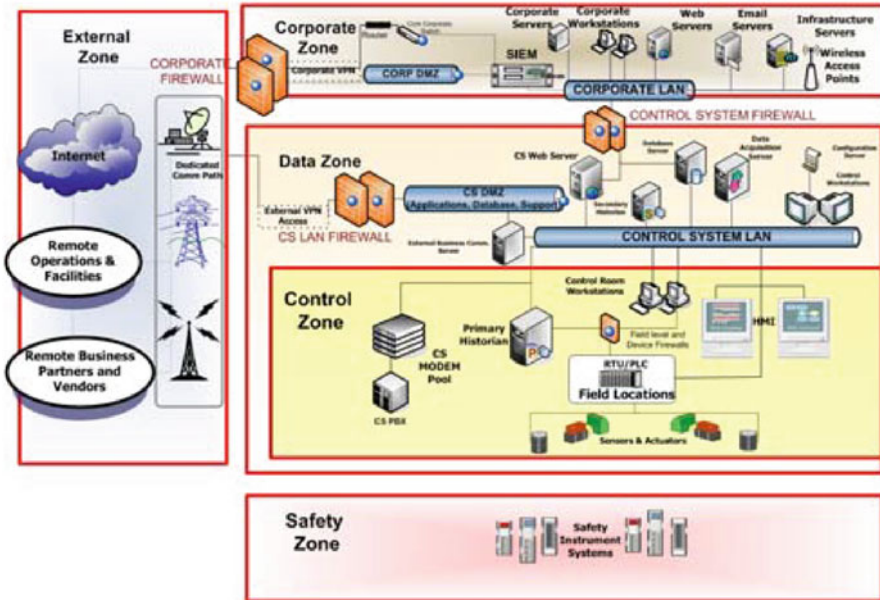 External
Zone
CORPORATE
FIREWALL
Internet
Dedicated
Comm Path
Remote
Operations &
Facilities
Remote Business
Partners and
Vendors
Corporate
Zone
Router
Corporate VPN
CORP DMZ
SIEM
Corporate
Servers
Corporate
Workstations
Web
Servers
Email
Servers
Infrastructure
Servers
Wireless
Access
Points
CORPORATE LAN
CONTROL SYSTEM FIREWALL
Data Zone
External VPN
Access
CS LAN FIREWALL
CS DMZ
(Applications, Database, Support)
CS Web Server
Database
Server
Data
Acquisition
Server
Configuration
Server
Control
Workstations
Secondary
External Business Comm.
Server
CONTROL SYSTEM LAN
Control
Zone
CS
MODEM
Pool
CS PBX
Primary
Historian
Control Room
Workstations
Field level and
Device Firewalls
HMI
RTU/PLC
Field Locations
Sensors & Actuators
Safety
Zone
Safety
Instrument
Systems